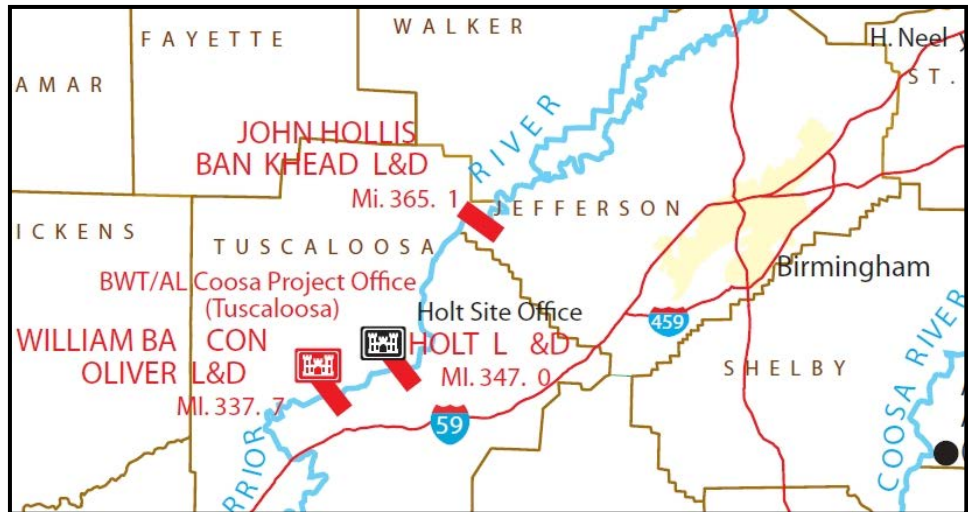 WALKER
FAYETTE
H. Neely
ST.
AMAR
RIVER
JOHN HOLLIS
BAN KHEAD L&D
Mi. 365. 1
JEFFERSON
ICKENS
TUSCALOOSA
BWT/AL Coosa Project Office
(Tuscaloosa)
Birmingham
Holt Site Office
459
WILLIAM BA CON
OLIVER L&D
HOLT L &D
MI. 347. 0
SHELBY
COOSA RIVER
MI. 337. 7
59
RRIOR